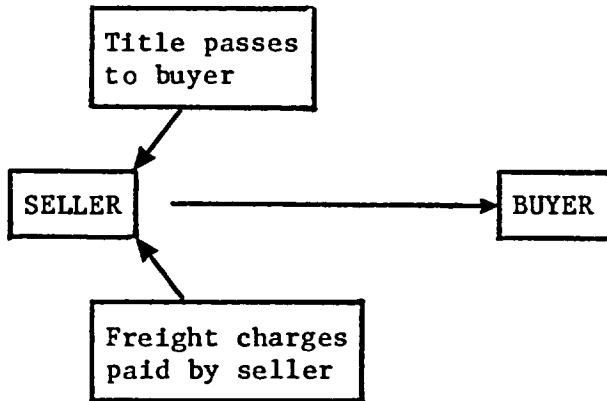 Title passes
to buyer
SELLER
BUYER
Freight charges
paid by seller